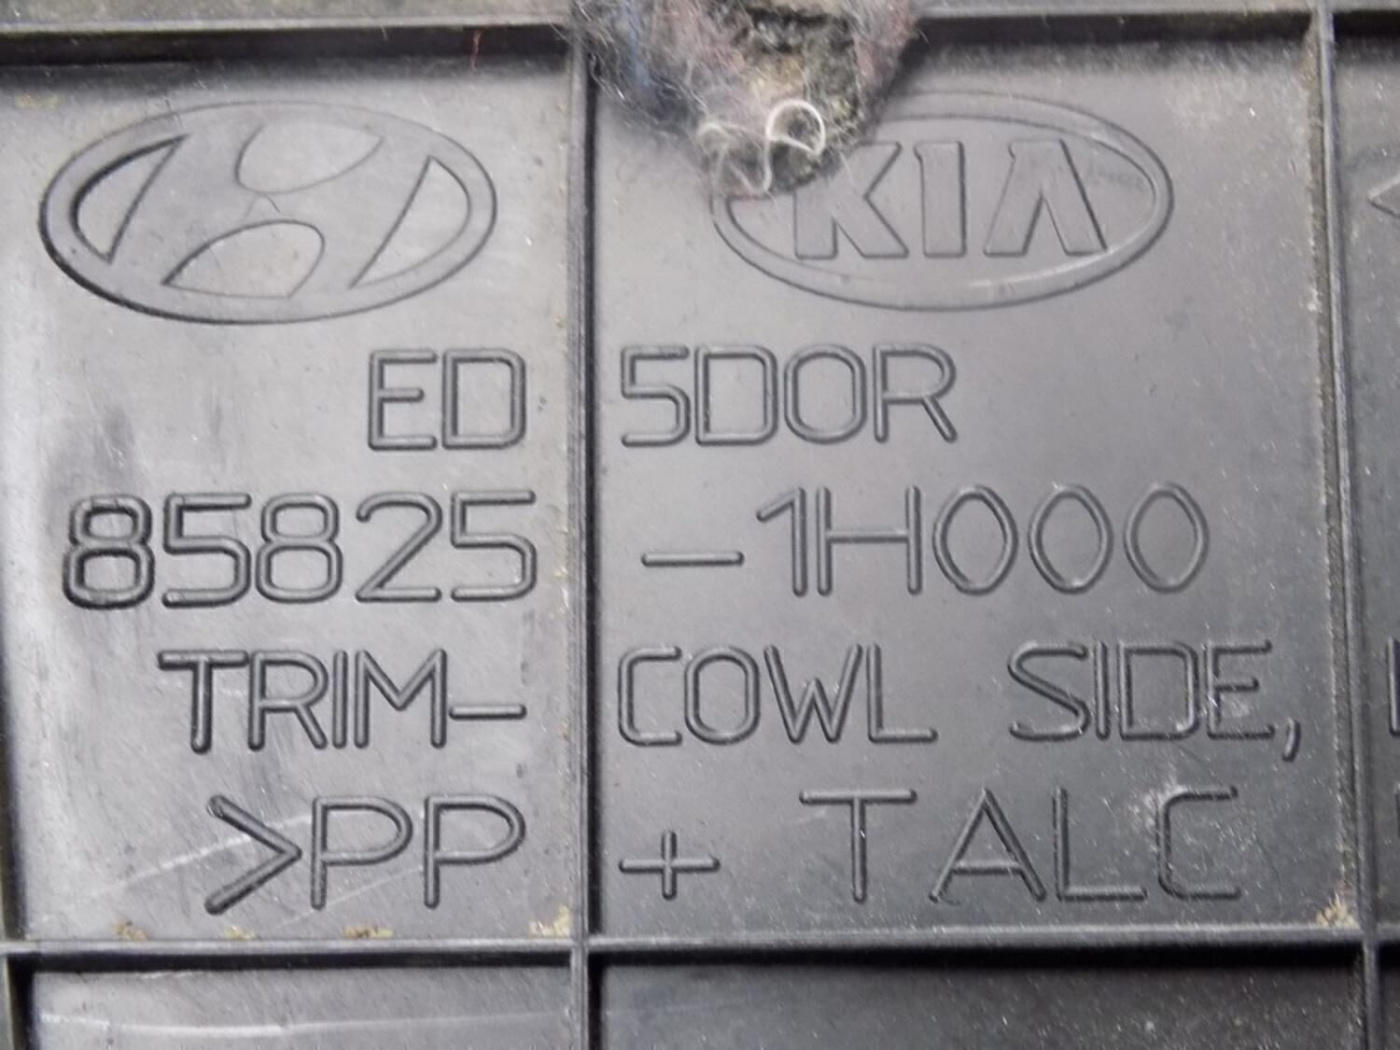 KIA
ED 5DOR
85825 -1H000
TRIM- COWL SIDE,
>PP + TALC